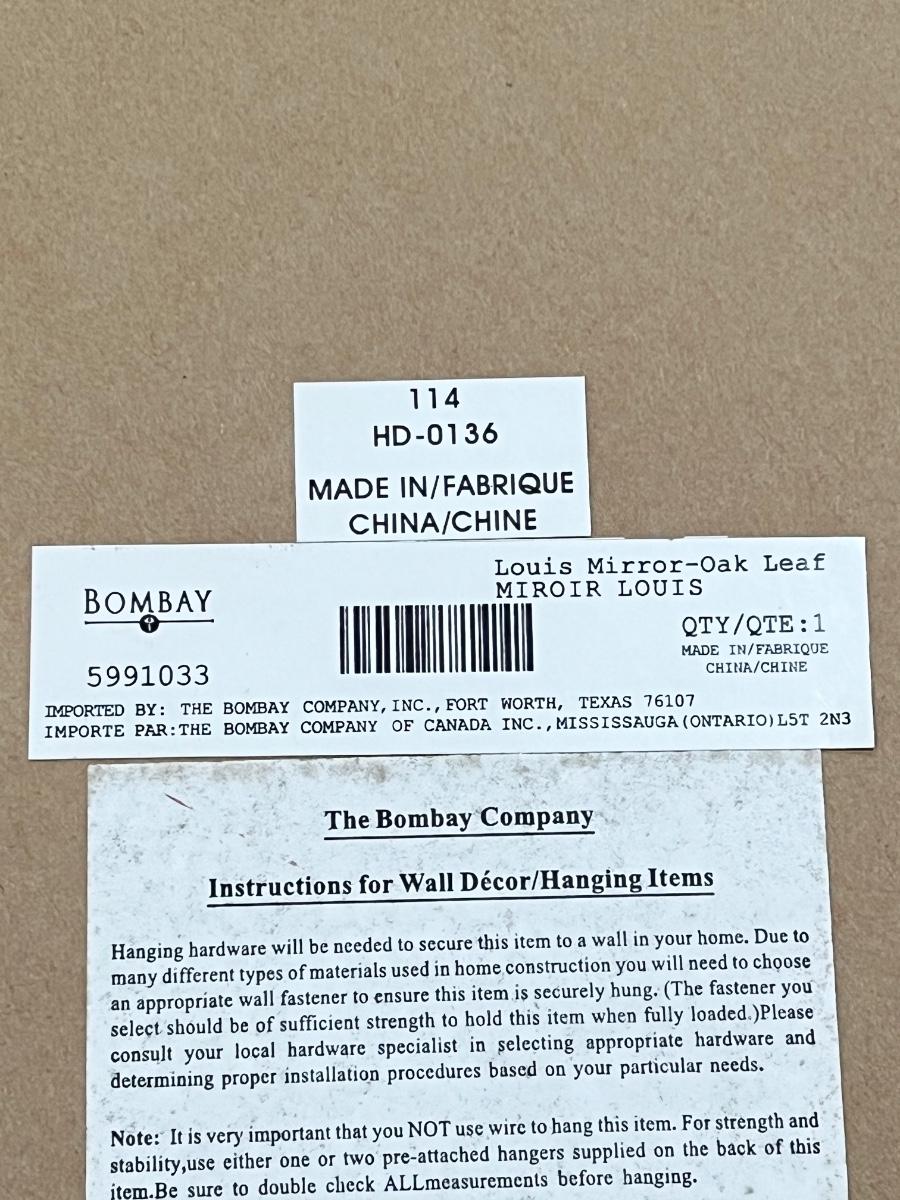 114
HD-0136
MADE IN/FABRIQUE
CHINA/CHINE
Louis Mirror-Oak Leaf
MIROIR LOUIS
BOMBAY
QTY/QTE:1
MADE IN/FABRIQUE
CHINA/CHINE
5991033
IMPORTED BY: THE BOMBAY COMPANY,INC.,FORT WORTH, TEXAS 76107
IMPORTE PAR:THE BOMBAY COMPANY OF CANADA INC.,MISSISSAUGA(ONTARIO)L5T 2N3
The Bombay Company
Instructions for Wall Décor/Hanging Items
Hanging hardware will be needed to secure this item to a wall in your home. Due to
many different types of materials used in home construction you will need to choose
an appropriate wall fastener to ensure this item is securely hung. (The fastener you
select should be of sufficient strength to hold this item when fully loaded.)Please
consult your local hardware specialist in selecting appropriate hardware and
determining proper installation procedures based on your particular needs.
Note: It is very important that you NOT use wire to hang this item. For strength and
stability,use either one or two pre-attached hangers supplied on the back of this
item.Be sure to double check ALLmeasurements before hanging.